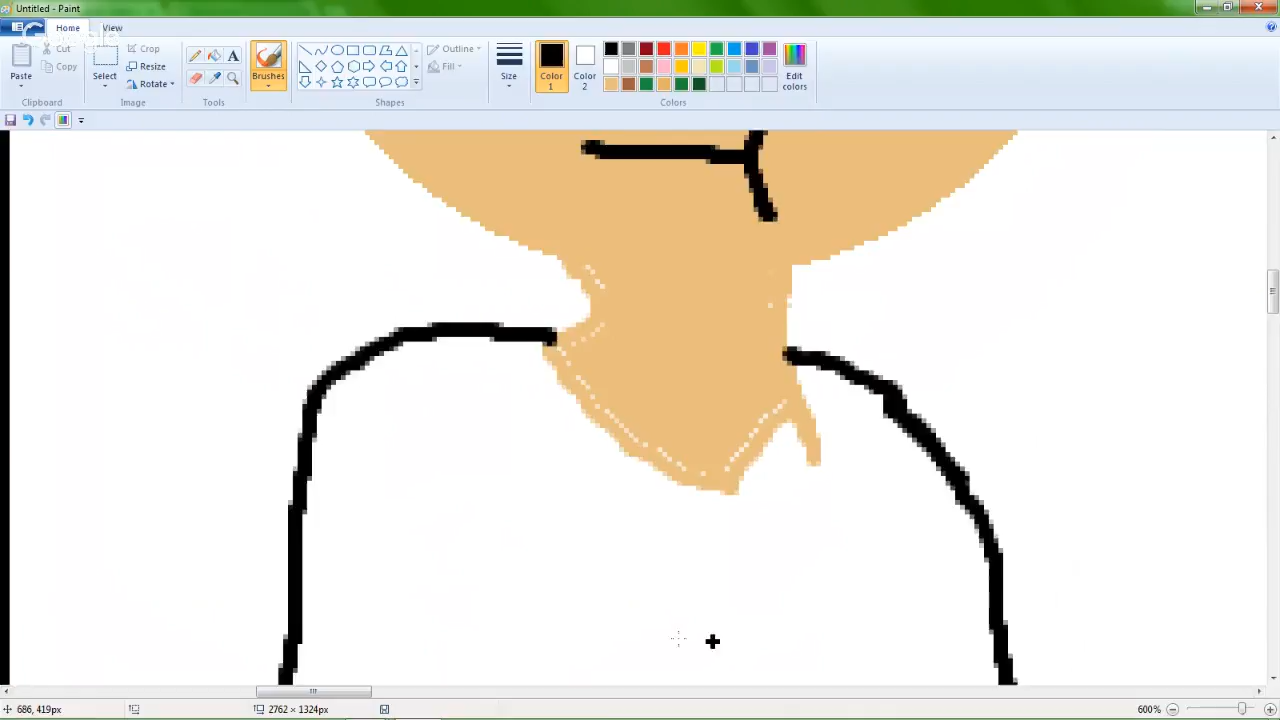 Untitled - Paint
Home View
Paste
Cut
Copy
Clipboard
Select
Crop
Resize
Rotate
Image
Tools
Brushes
Outline
Fill
Shapes
Size
Color 1
Color 2
Edit colors
Colors
686, 419px
2762 × 1324px
600%